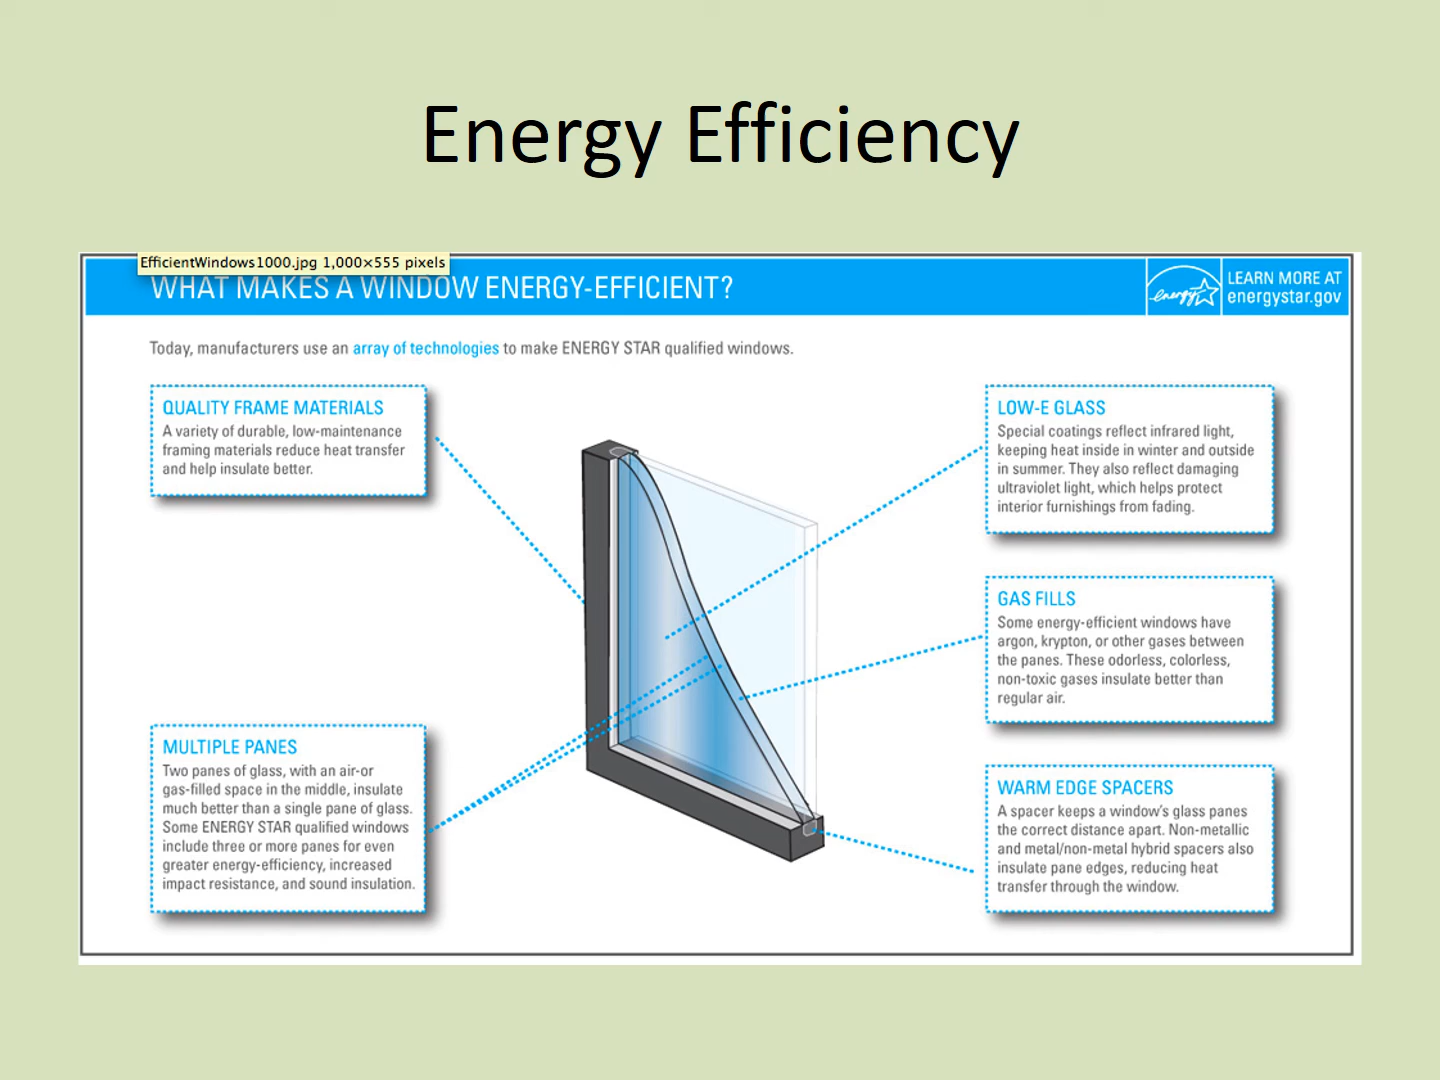 Energy Efficiency
EfficientWindows1000.jpg 1,000×555 pixels
WHAT MAKES A WINDOW ENERGY-EFFICIENT?
energy
LEARN MORE AT
energystar.gov
Today, manufacturers use an array of technologies to make ENERGY STAR qualified windows.
QUALITY FRAME MATERIALS
A variety of durable, low-maintenance
framing materials reduce heat transfer
and help insulate better.
MULTIPLE PANES
Two panes of glass, with an air-or
gas-filled space in the middle, insulate
much better than a single pane of glass.
Some ENERGY STAR qualified windows
include three or more panes for even
greater energy-efficiency, increased
impact resistance, and sound insulation.
LOW-E GLASS
Special coatings reflect infrared light,
keeping heat inside in winter and outside
in summer. They also reflect damaging
ultraviolet light, which helps protect
interior furnishings from fading.
GAS FILLS
Some energy-efficient windows have
argon, krypton, or other gases between
the panes. These odorless, colorless,
non-toxic gases insulate better than
regular air.
WARM EDGE SPACERS
A spacer keeps a window's glass panes
the correct distance apart. Non-metallic
and metal/non-metal hybrid spacers also
insulate pane edges, reducing heat
transfer through the window.